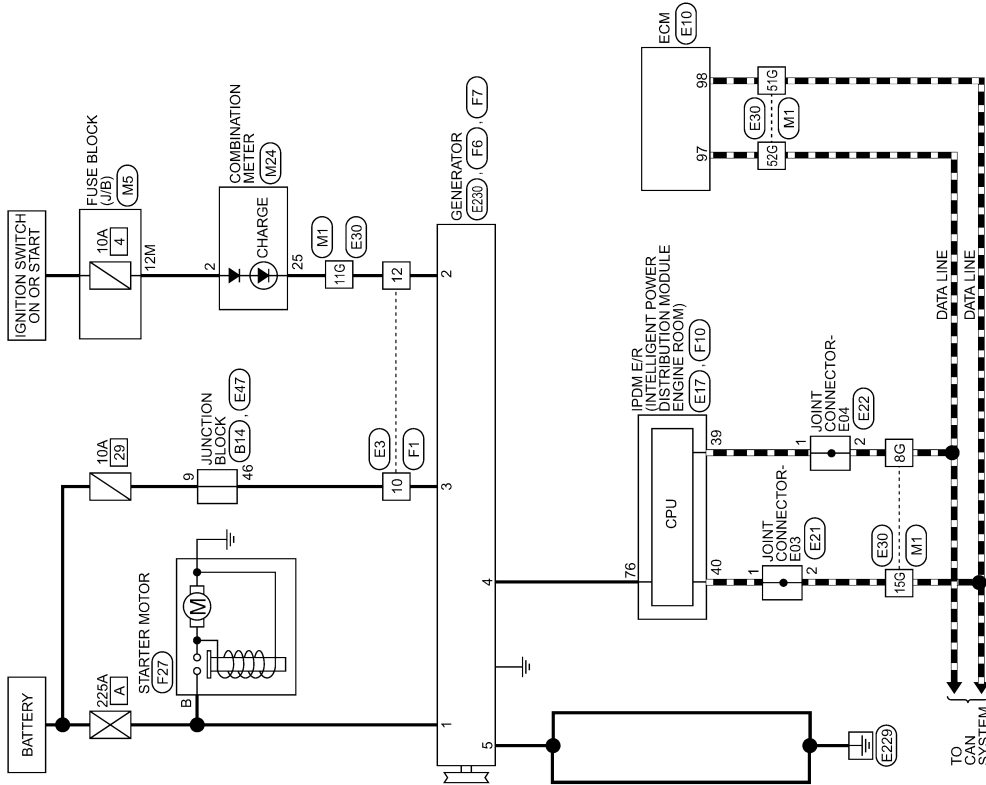 BATTERY
225A
A
STARTER MOTOR
F27
B
M
10A
29
9
JUNCTION
BLOCK
B14 , E47
46
IGNITION SWITCH
ON OR START
10A
4
FUSE BLOCK
(J/B)
M5
12M
2
COMBINATION
METER
M24
CHARGE
25
11G
M1
E30
10
E3
F1
12
1
3
2
GENERATOR
E230 , F6 , F7
5
4
E229
76
IPDM E/R
(INTELLIGENT POWER
DISTRIBUTION MODULE
ENGINE ROOM)
E17 , F10
CPU
40
39
1
JOINT
CONNECTOR-
E03
E21
2
1
JOINT
CONNECTOR-
E04
E22
2
15G
E30
M1
8G
ECM
E10
97
98
52G
E30
M1
51G
DATA LINE
DATA LINE
TO
CAN
SYSTEM